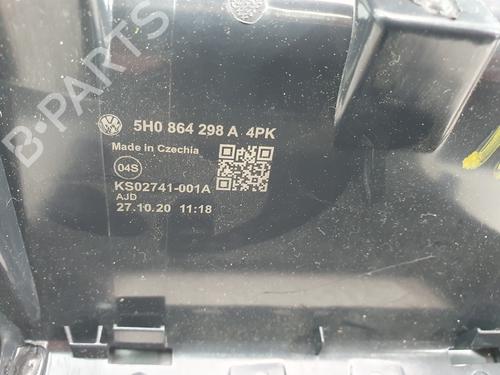 B-PARTS
5H0 864 298 A 4PK
Made in Czechia
04S
KS02741-001A
AJD
27.10.20 11:18